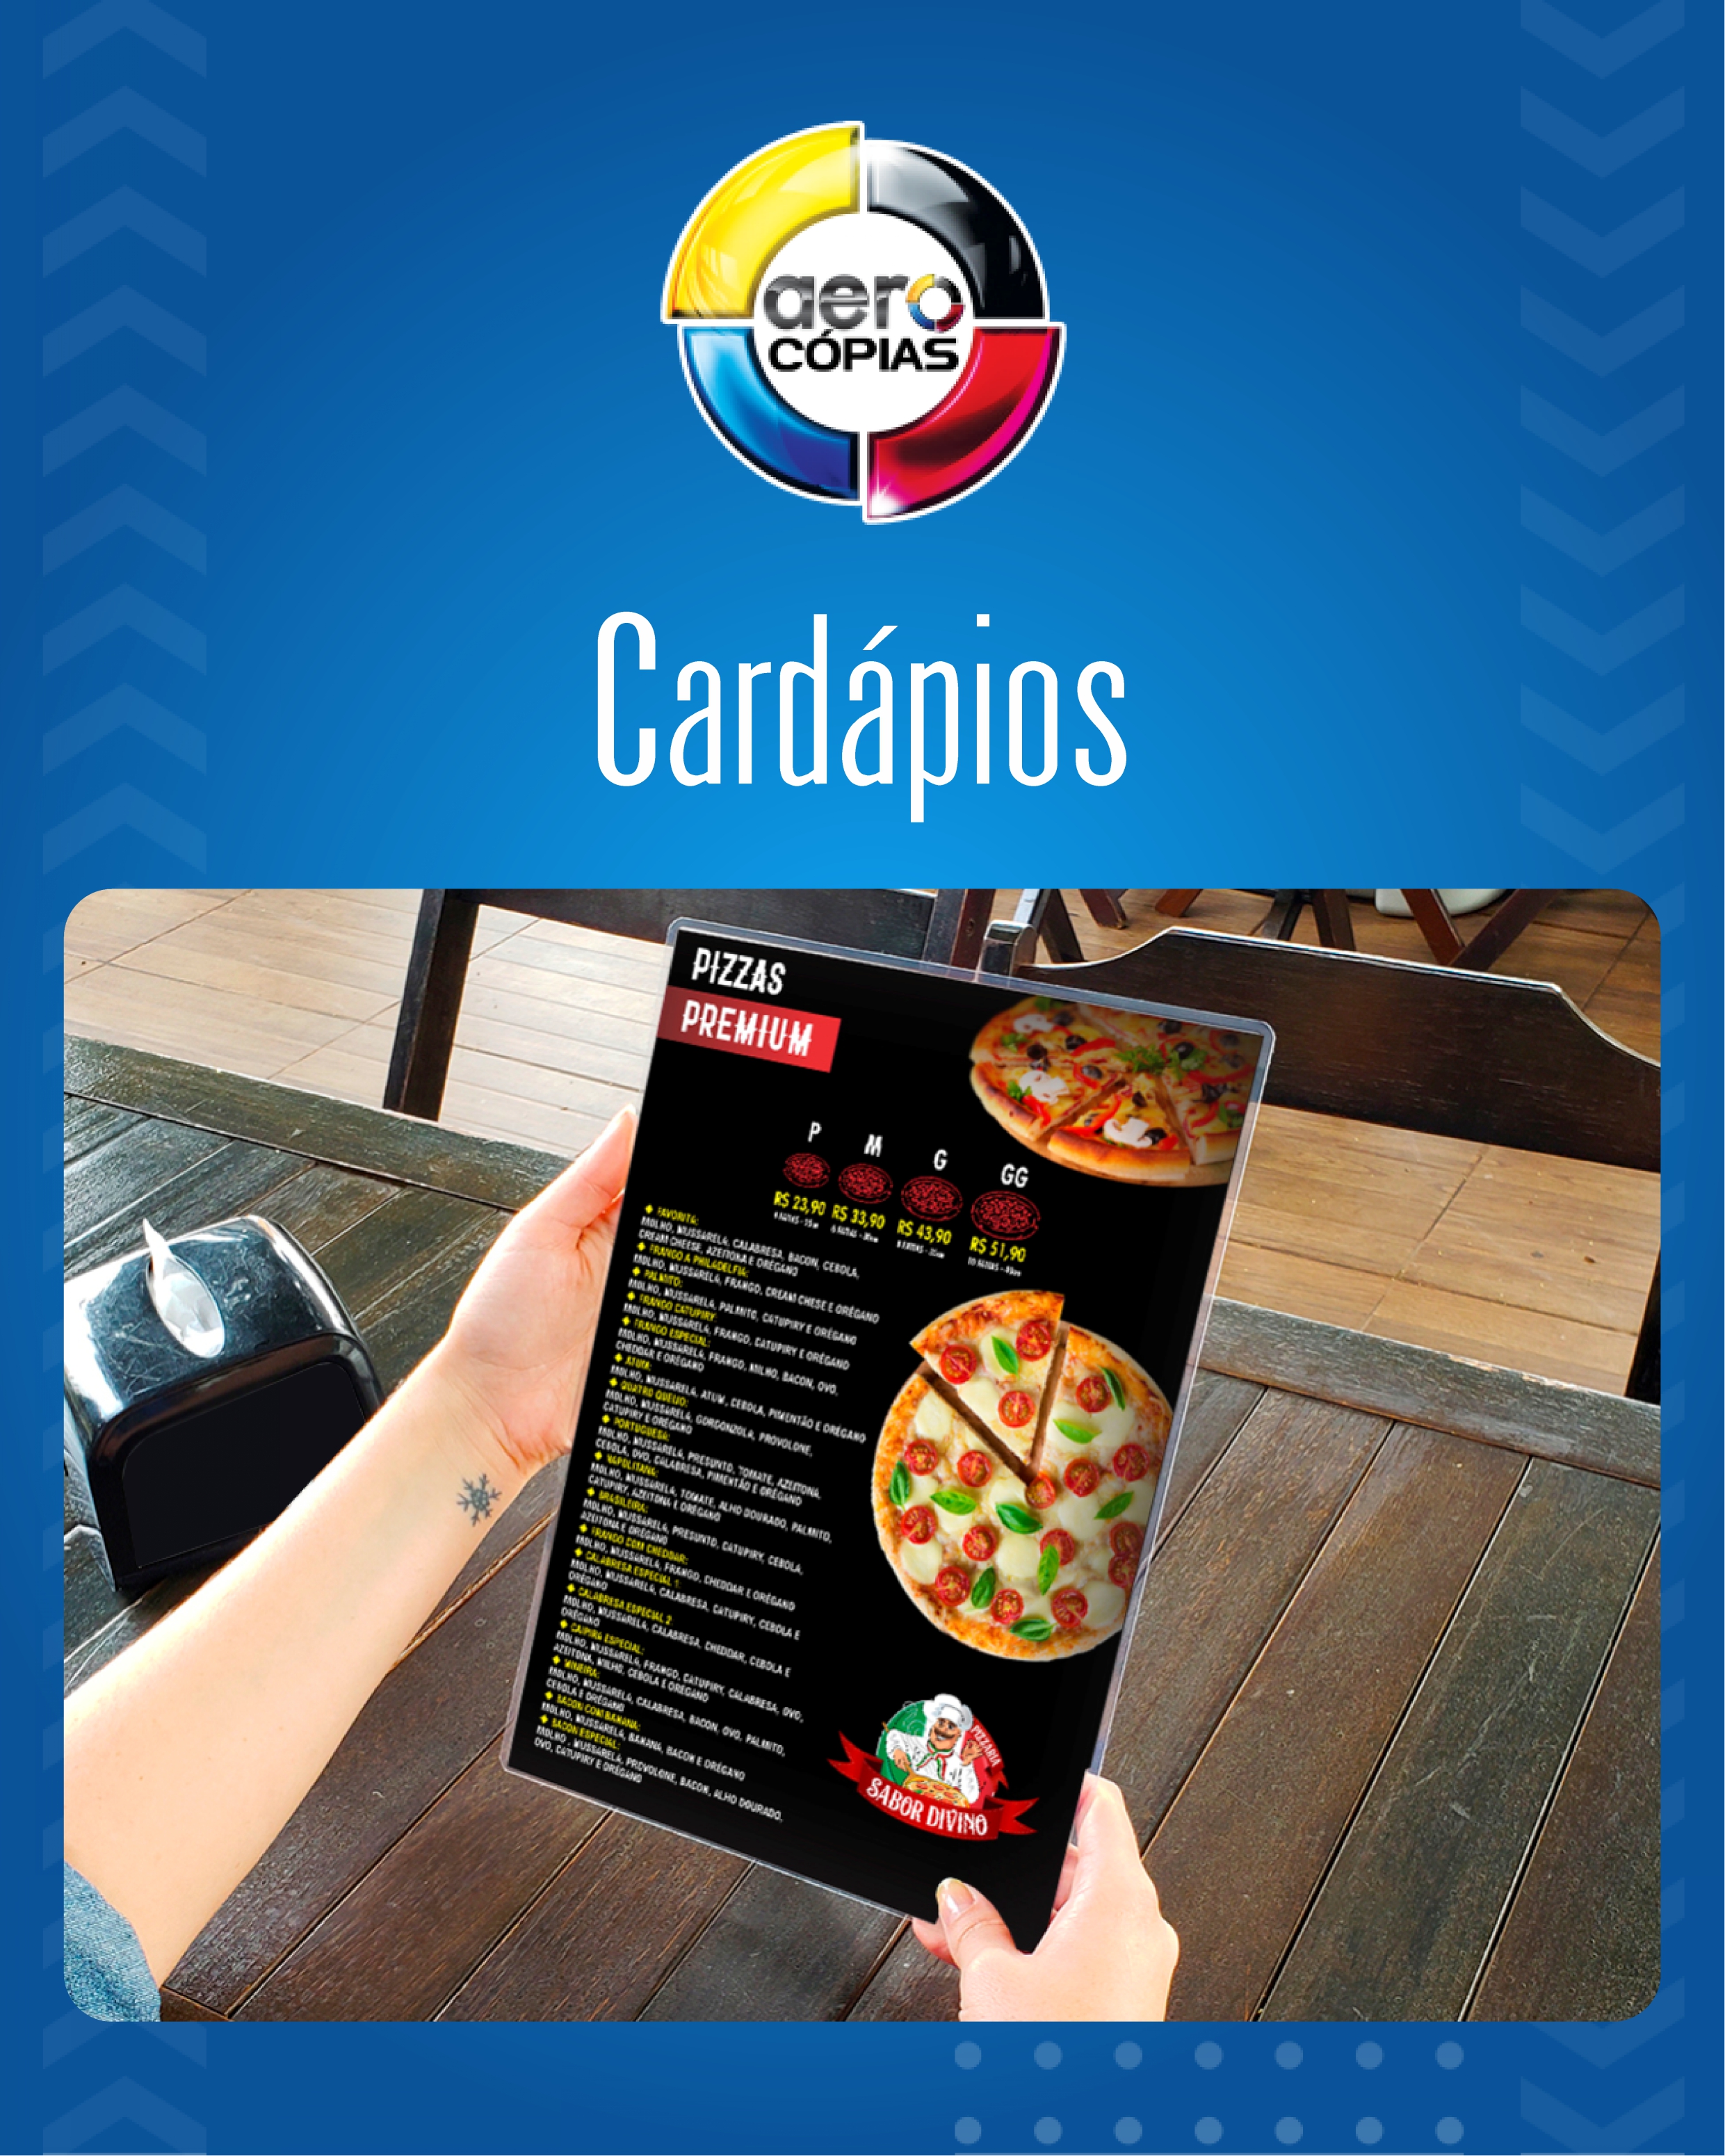 aero
CÓPIAS
Cardápios
PIZZAS
PREMIUM
P M G GG
R$ 23,90 R$ 33,90 R$ 43,90 R$ 51,90
FAVORITA:
MOLHO, MUSSARELA, CALABRESA, BACON, CEBOLA,
CREAM CHEESE, AZEITONA E ORÉGANO
FRANGO A PHILADELFIA:
MOLHO, MUSSARELA, FRANGO, CREAM CHESE E ORÉGANO
PALMITO:
MOLHO, MUSSARELA, PALMITO, CATUPIRY E ORÉGANO
FRANGO CATUPIRY:
MOLHO, MUSSARELA, FRANGO, CATUPIRY E ORÉGANO
FRANGO ESPECIAL:
MOLHO, MUSSARELA, FRANGO, MILHO, BACON, OVO,
CHEDDAR E ORÉGANO
ATUM:
MOLHO, MUSSARELA, ATUM, CEBOLA, PIMENTÃO E ORÉGANO
QUATRO QUEIJO:
MOLHO, MUSSARELA, GORGONZOLA, PROVOLONE,
CATUPIRY E ORÉGANO
PORTUGUESA:
MOLHO, MUSSARELA, PRESUNTO, TOMATE, AZEITONA,
CEBOLA, OVO, CALABRESA, PIMENTÃO E ORÉGANO
NAPOLITANA:
MOLHO, MUSSARELA, TOMATE, ALHO DOURADO, PALMITO,
CATUPIRY, AZEITONA E ORÉGANO
BRASILEIRA:
MOLHO, MUSSARELA, PRESUNTO, CATUPIRY, CEBOLA,
AZEITONA E ORÉGANO
FRANGO COM CHEDDAR:
MOLHO, MUSSARELA, FRANGO, CHEDDAR E ORÉGANO
CALABRESA ESPECIAL 1:
MOLHO, MUSSARELA, CALABRESA, CATUPIRY, CEBOLA E
ORÉGANO
CALABRESA ESPECIAL 2
MOLHO, MUSSARELA, CALABRESA, CHEDDAR, CEBOLA E
ORÉGANO
CAIPIRA ESPECIAL:
MOLHO, MUSSARELA, FRANGO, CATUPIRY, CALABRESA, OVO,
AZEITONA, MILHO, CEBOLA E ORÉGANO
MINEIRA:
MOLHO, MUSSARELA, CALABRESA, BACON, OVO, PALMITO,
CEBOLA E ORÉGANO
BACON COM BANANA:
MOLHO, MUSSARELA, BANANA, BACON E ORÉGANO
BACON ESPECIAL:
MOLHO, MUSSARELA, PROVOLONE, BACON, ALHO DOURADO,
OVO, CATUPIRY E ORÉGANO
PIZZARIA
SABOR DIVINO